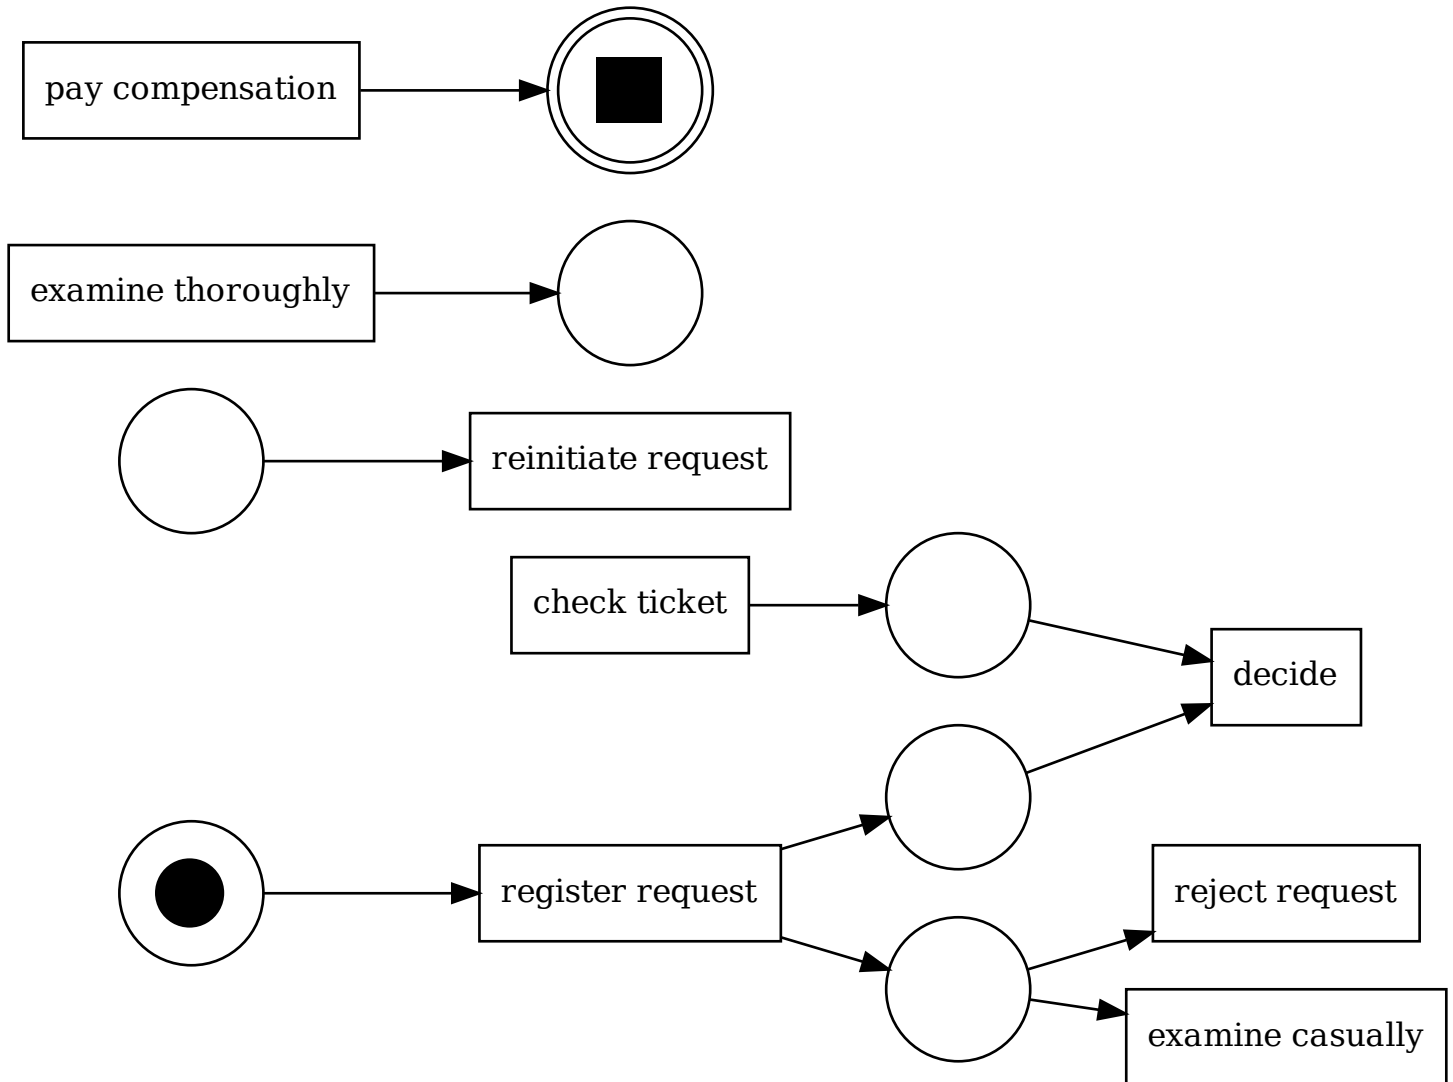 pay compensation
examine thoroughly
reinitiate request
check ticket
decide
register request
reject request
examine casually